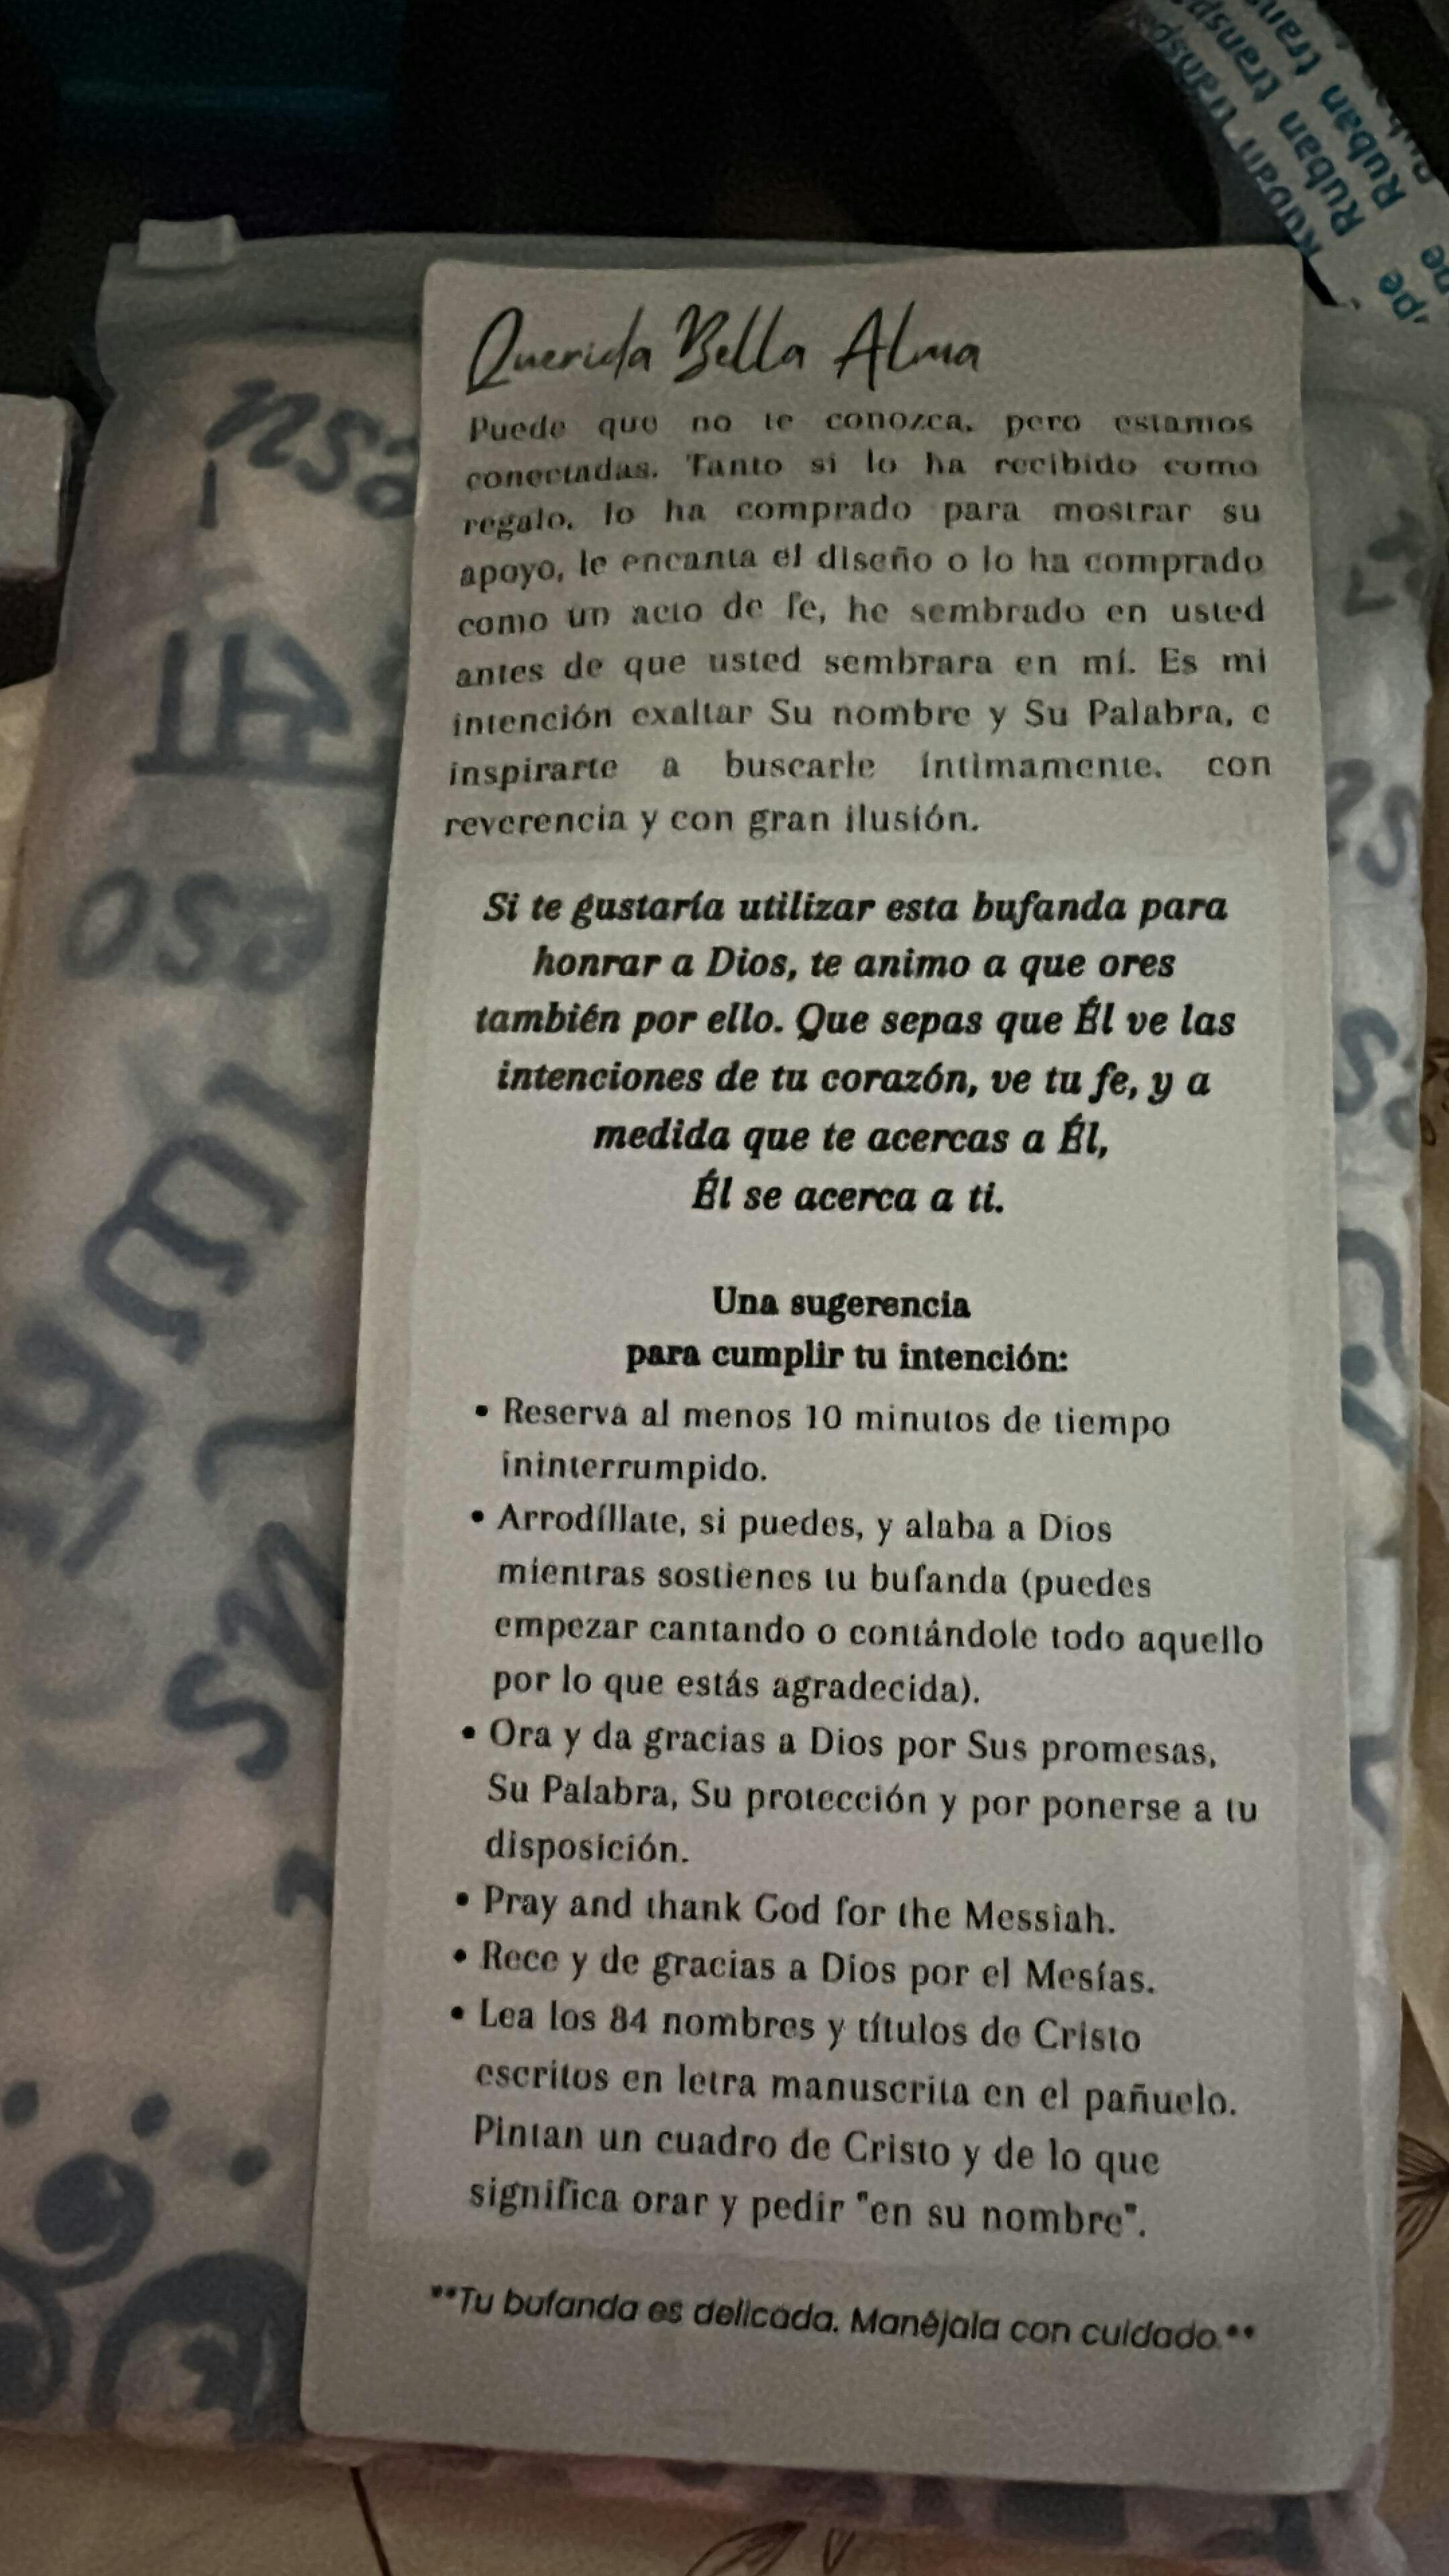 Querida Bella Alma
Puede que no te conozca, pero estamos
conectadas. Tanto si lo ha recibido como
regalo, lo ha comprado para mostrar su
apoyo, le encanta el diseño o lo ha comprado
como un acto de fe, he sembrado en usted
antes de que usted sembrara en mí. Es mi
intención exaltar Su nombre y Su Palabra, e
inspirarte a buscarle íntimamente, con
reverencia y con gran ilusión.
Si te gustaría utilizar esta bufanda para
honrar a Dios, te animo a que ores
también por ello. Que sepas que Él ve las
intenciones de tu corazón, ve tu fe, y a
medida que te acercas a Él,
Él se acerca a ti.
Una sugerencia
para cumplir tu intención:
• Reserva al menos 10 minutos de tiempo
ininterrumpido.
• Arrodíllate, si puedes, y alaba a Dios
mientras sostienes tu bufanda (puedes
empezar cantando o contándole todo aquello
por lo que estás agradecida).
• Ora y da gracias a Dios por Sus promesas,
Su Palabra, Su protección y por ponerse a tu
disposición.
• Pray and thank God for the Messiah.
• Rece y de gracias a Dios por el Mesías.
• Lea los 84 nombres y títulos de Cristo
escritos en letra manuscrita en el pañuelo.
Pintan un cuadro de Cristo y de lo que
significa orar y pedir "en su nombre".
**Tu bufanda es delicada. Manéjala con cuidado.**
Ruban trans
Ruban trans
Ruban transp